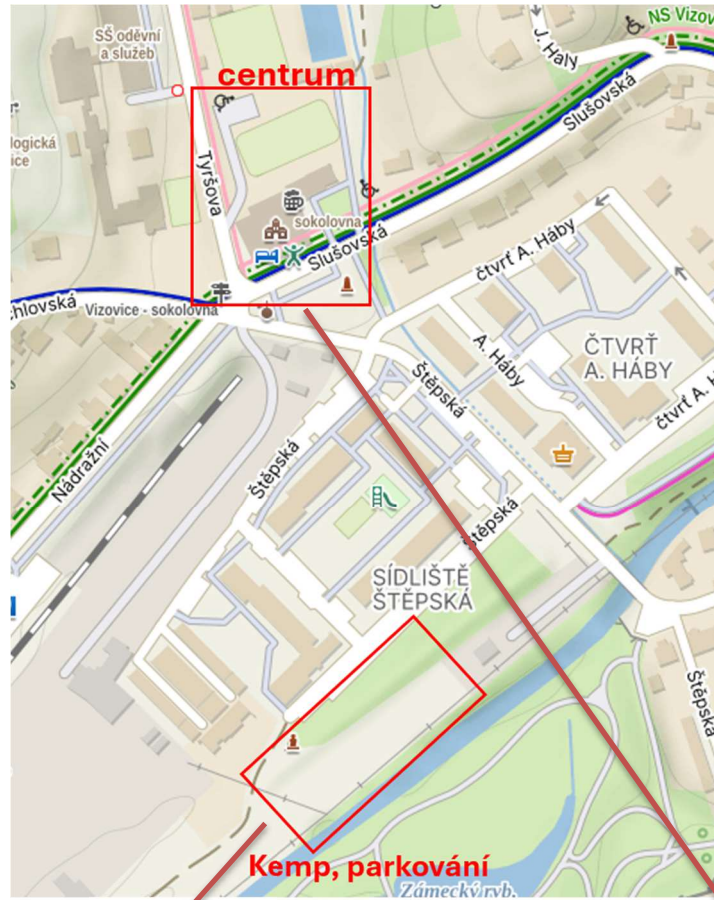 SŠ oděvní
a služeb
centrum
NS Vizov
J. Haly
Slušovská
logická
ice
Tyršova
sokolovna
Slušovská
čtvrť A. Háby
chlovská
Vizovice - sokolovna
A. Háby
ČTVRŤ
A. HÁBY
Štěpská
čtvrť A. H
Nádražní
Štěpská
Štěpská
SÍDLIŠTĚ
ŠTĚPSKÁ
Štěpská
Kemp, parkování
Zámecký ryb.